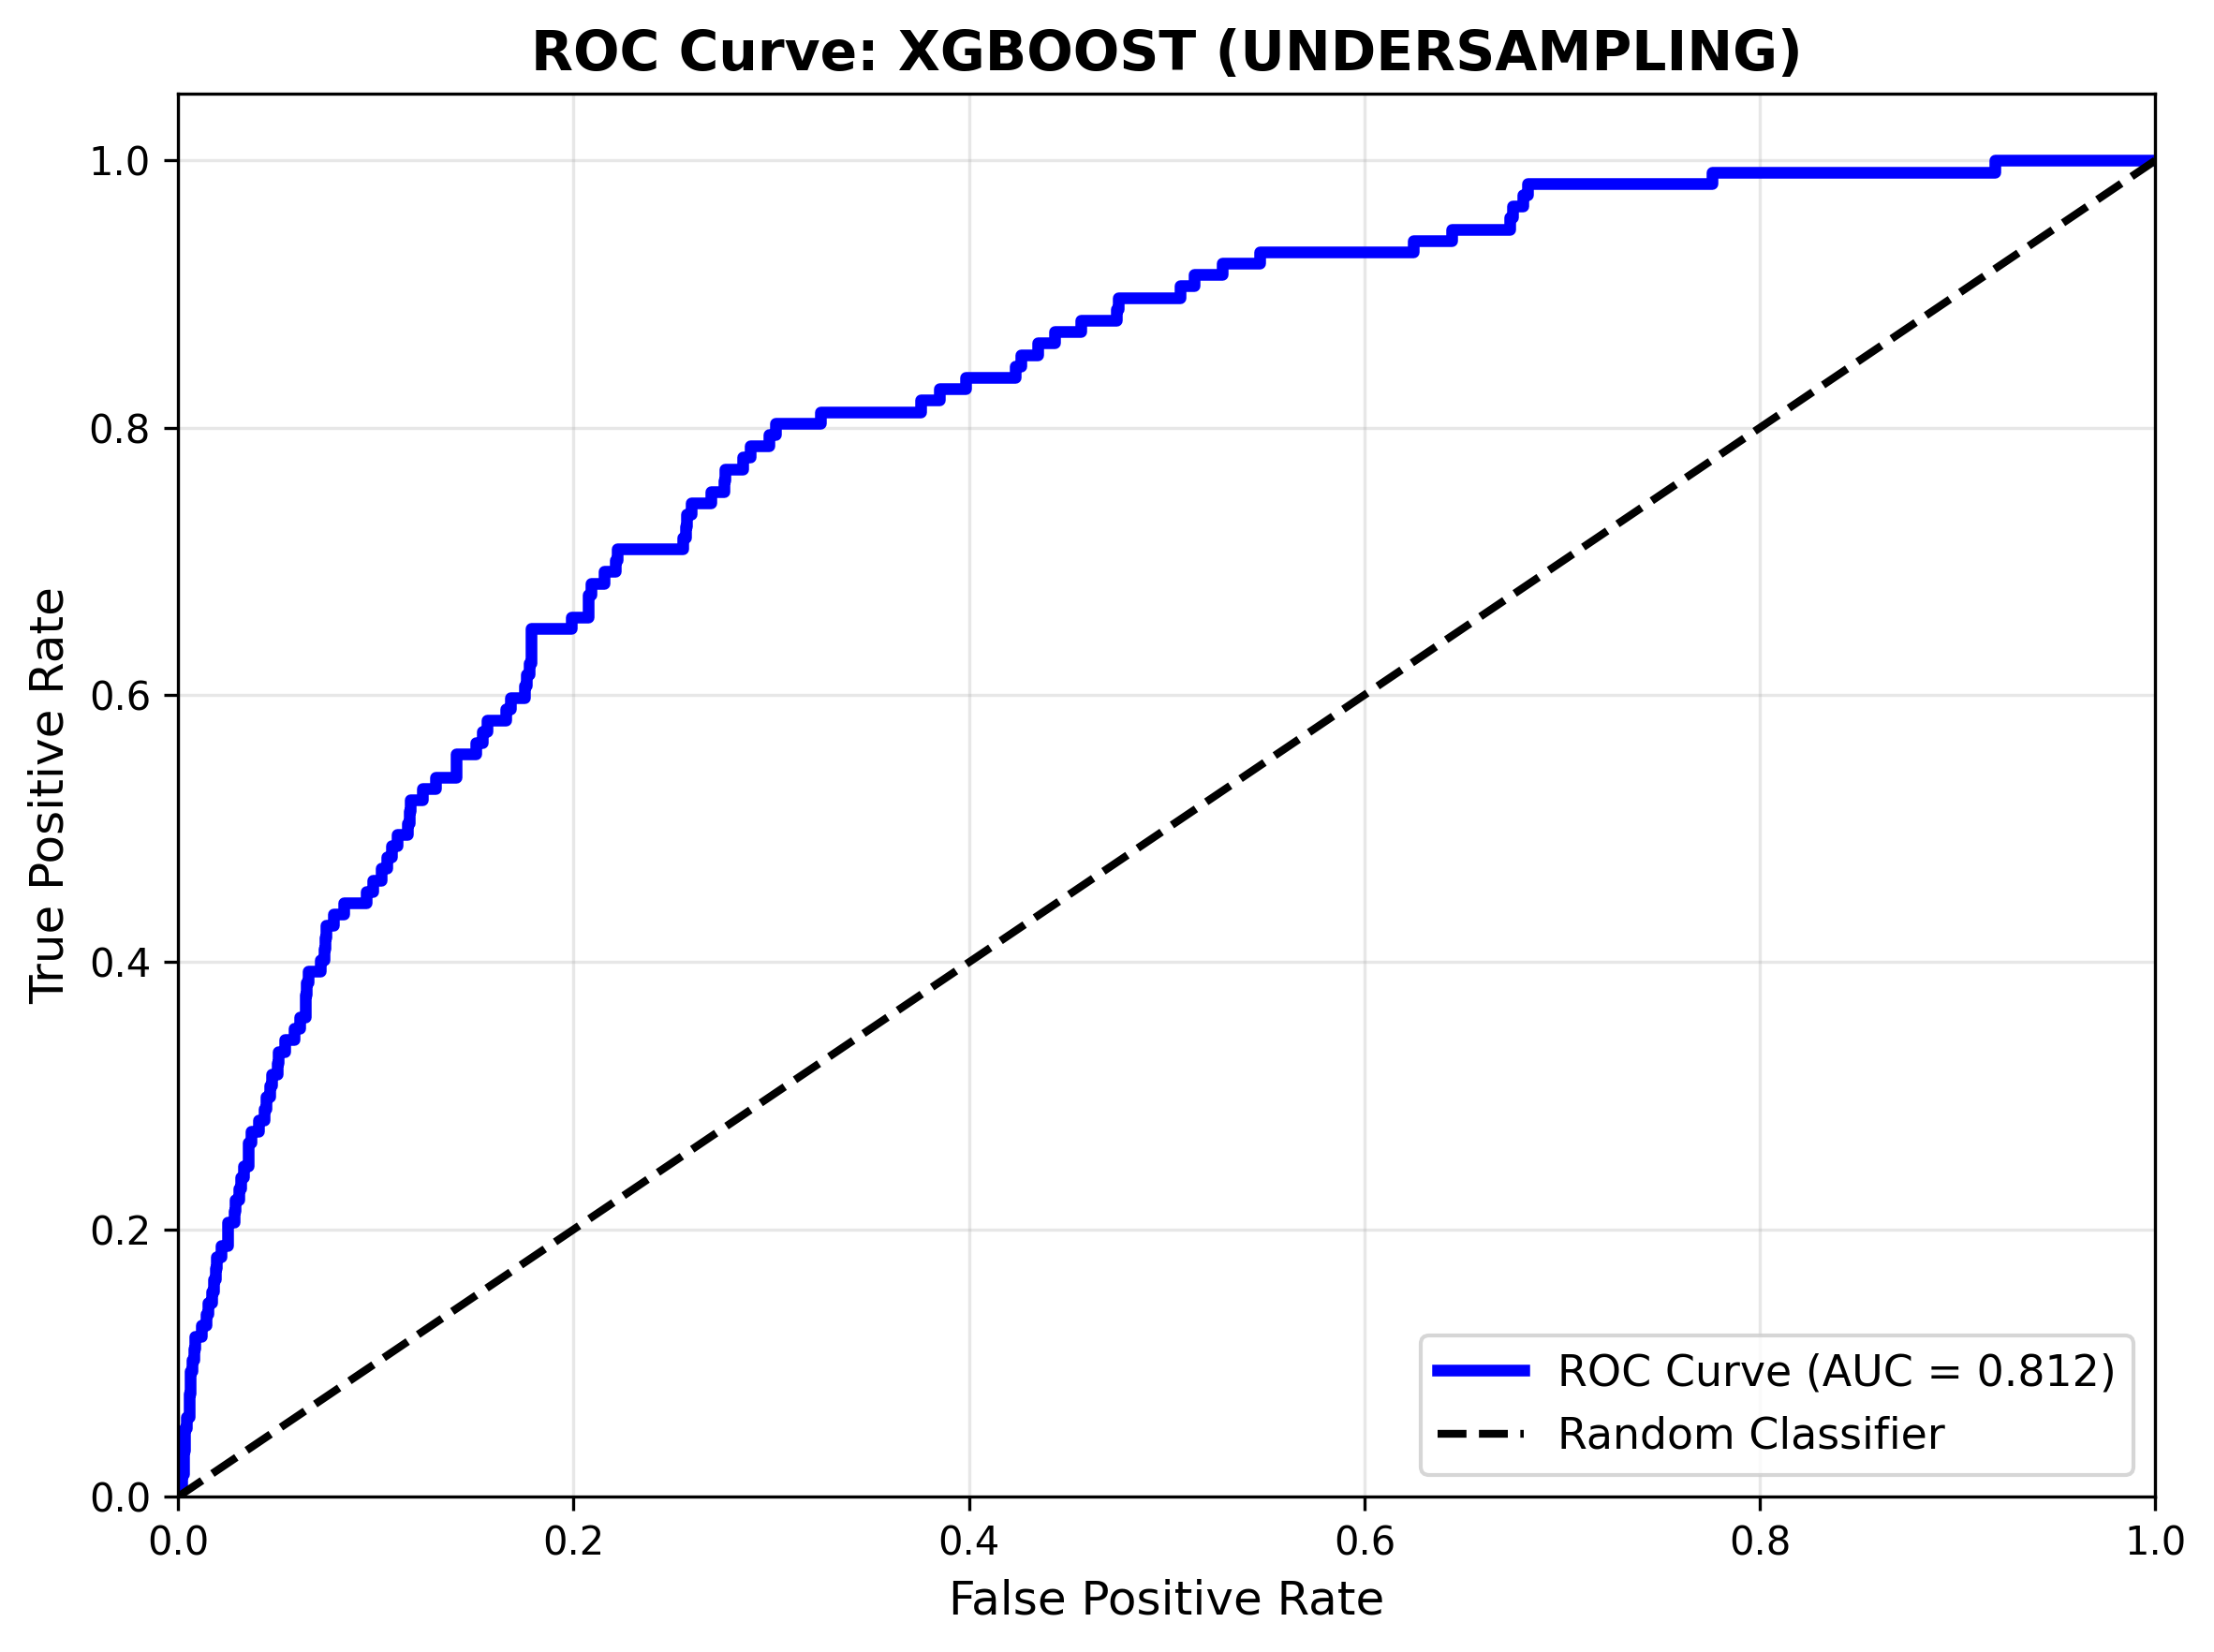 ROC Curve: XGBOOST (UNDERSAMPLING)
1.0
0.8
0.6
0.4
0.2
0.0
True Positive Rate
0.0 0.2 0.4 0.6 0.8 1.0
False Positive Rate
ROC Curve (AUC = 0.812)
Random Classifier